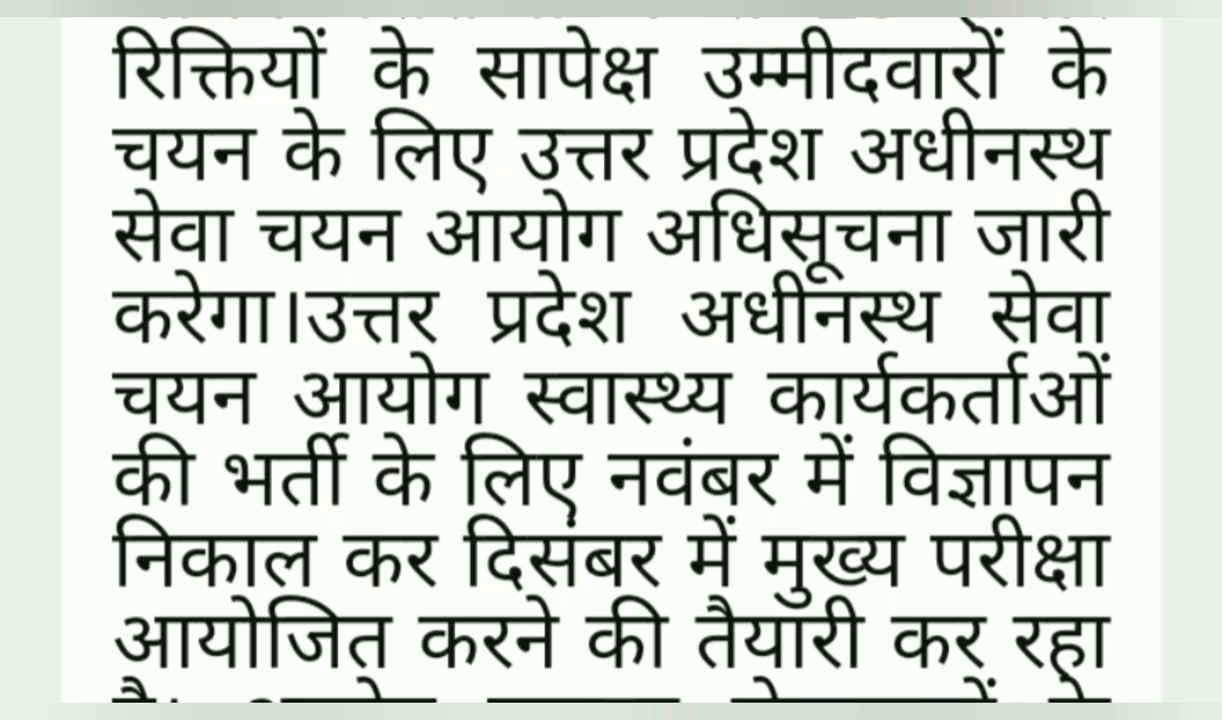 रिक्तियों के सापेक्ष उम्मीदवारों के
चयन के लिए उत्तर प्रदेश अधीनस्थ
सेवा चयन आयोग अधिसूचना जारी
करेगा।उत्तर प्रदेश अधीनस्थ सेवा
चयन आयोग स्वास्थ्य कार्यकर्ताओं
की भर्ती के लिए नवंबर में विज्ञापन
निकाल कर दिसंबर में मुख्य परीक्षा
आयोजित करने की तैयारी कर रहा
है।